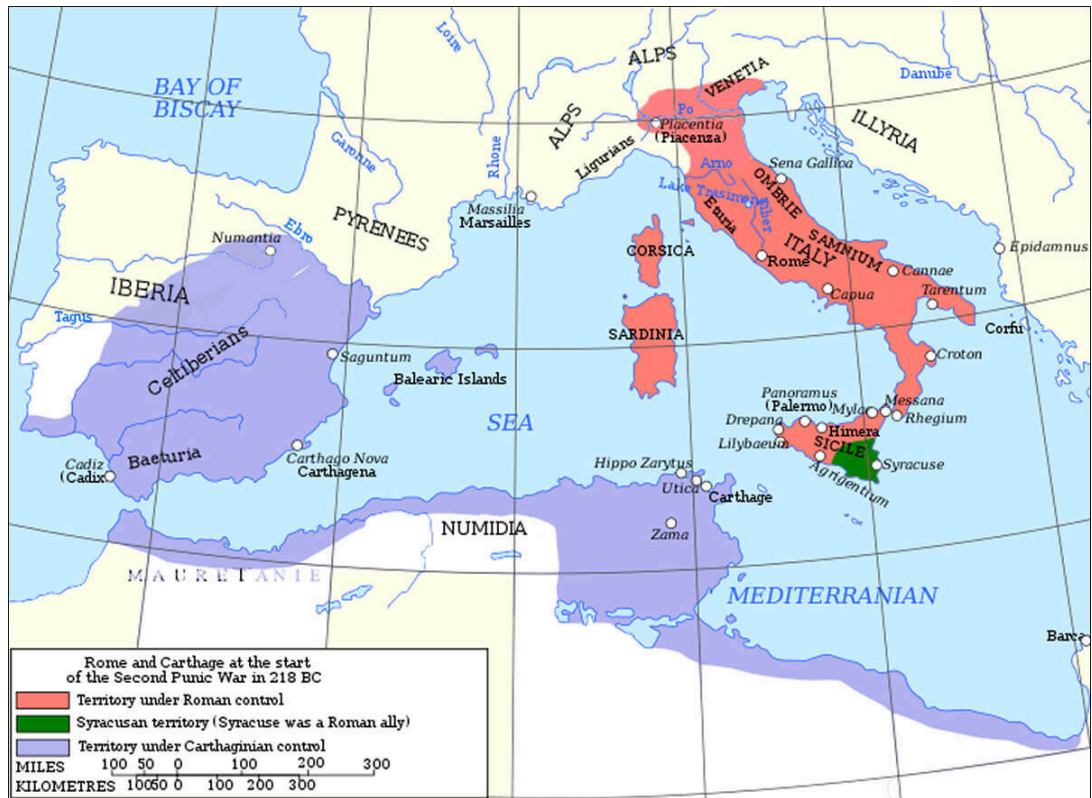 BAY OF
BISCAY
Loire
ALPS
VENETIA
Danube
Po
Placentia
(Piacenza)
ILLYRIA
Garonne
Rhone
ALPS
Ligurians
Arno
Sena Gallica
OMBRIE
Lake Trasimene
Tiber
Etruria
Massilia
Marsailles
PYRENEES
Ebro
Numantia
SAMNIUM
ITALY
CORSICA
Rome
Epidamnus
Cannae
Capua
Tarentum
IBERIA
Tagus
Celtiberians
SARDINIA
Corfu
Saguntum
Balearic Islands
Croton
Panoramus
(Palermo)
Mylae
Messana
Rhegium
Drepana
Himera
SEA
Lilybaeum
SICILE
Syracuse
Agrigentium
Baeturia
Carthago Nova
Carthagena
Cadiz
(Cadix)
Hippo Zarytus
Utica
Carthage
NUMIDIA
Zama
MAURETANIE
MEDITERRANIAN
Barca
Rome and Carthage at the start
of the Second Punic War in 218 BC
Territory under Roman control
Syracusan territory (Syracuse was a Roman ally)
Territory under Carthaginian control
MILES 100 50 0 100 200 300
KILOMETRES 100 50 0 100 200 300